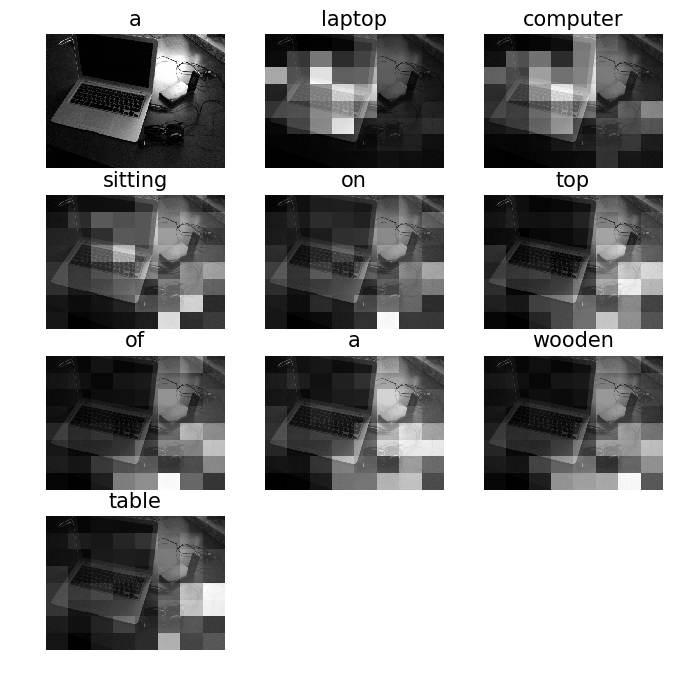 a laptop computer
sitting on top
of a wooden
table